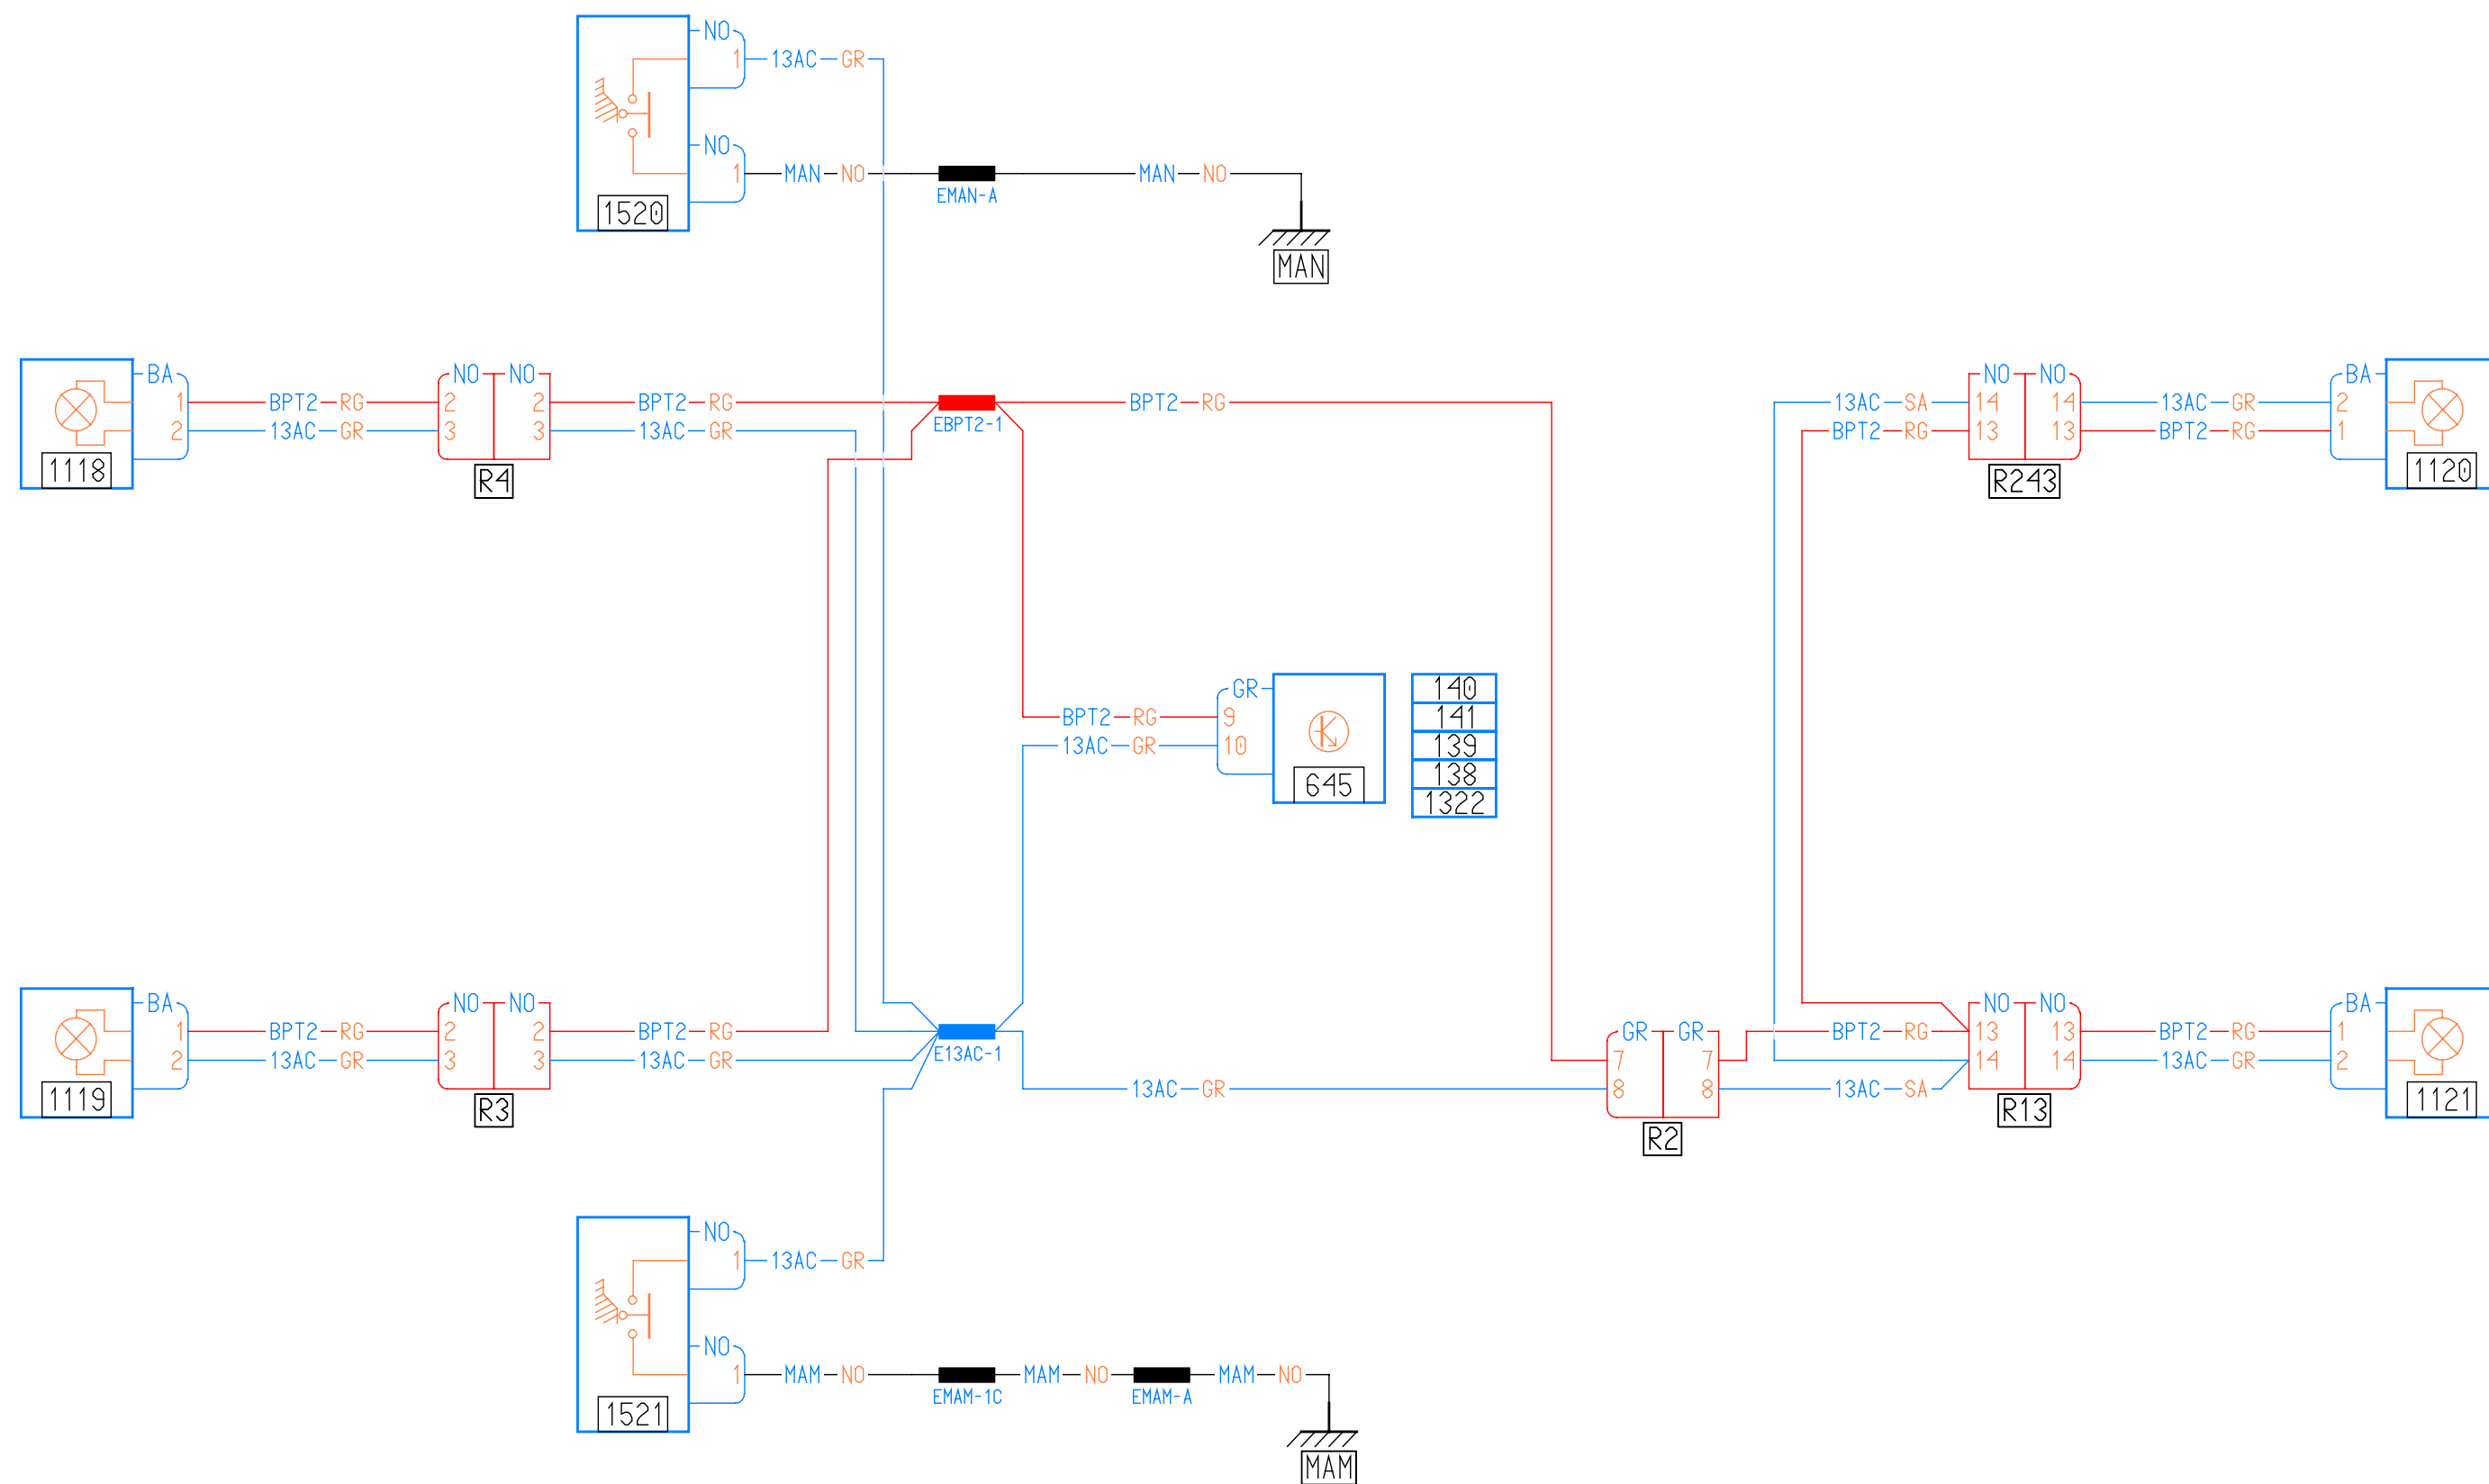 NO
1 13AC GR
NO
1 MAN NO MAN NO
EMAN-A
1520
MAN
BA NO NO NO NO BA
1 BPT2 RG 2 2 BPT2 RG BPT2 RG 13AC SA 14 14 13AC GR 2
2 13AC GR 3 3 13AC GR EBPT2-1 BPT2 RG 13 13 BPT2 RG 1
1118 R4 R243 1120
GR 140
BPT2 RG 9 141
13AC GR 10 139
645 138
1322
BA NO NO NO NO BA
1 BPT2 RG 2 2 BPT2 RG GR GR BPT2 RG 13 13 BPT2 RG 1
2 13AC GR 3 3 13AC GR E13AC-1 7 7 14 14 13AC GR 2
13AC GR 8 8 13AC SA
1119 R3 R2 R13 1121
NO
1 13AC GR
NO
1 MAM NO MAM NO MAM NO
EMAM-1C EMAM-A
1521
MAM